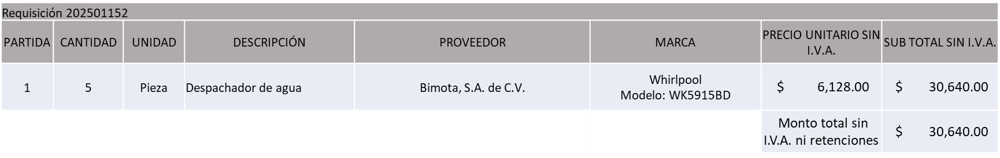 Requisición 202501152
PARTIDA CANTIDAD UNIDAD DESCRIPCIÓN PROVEEDOR MARCA PRECIO UNITARIO SIN I.V.A. SUB TOTAL SIN I.V.A.
1 5 Pieza Despachador de agua Bimota, S.A. de C.V. Whirlpool
Modelo: WK5915BD $ 6,128.00 $ 30,640.00
Monto total sin
I.V.A. ni retenciones $ 30,640.00